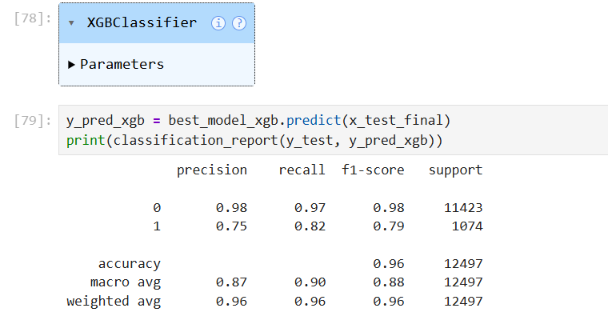 [78]:
▾ XGBClassifier i ?
▶ Parameters
[79]:
y_pred_xgb = best_model_xgb.predict(x_test_final)
print(classification_report(y_test, y_pred_xgb))
precision recall f1-score support
0 0.98 0.97 0.98 11423
1 0.75 0.82 0.79 1074
accuracy 0.96 12497
macro avg 0.87 0.90 0.88 12497
weighted avg 0.96 0.96 0.96 12497